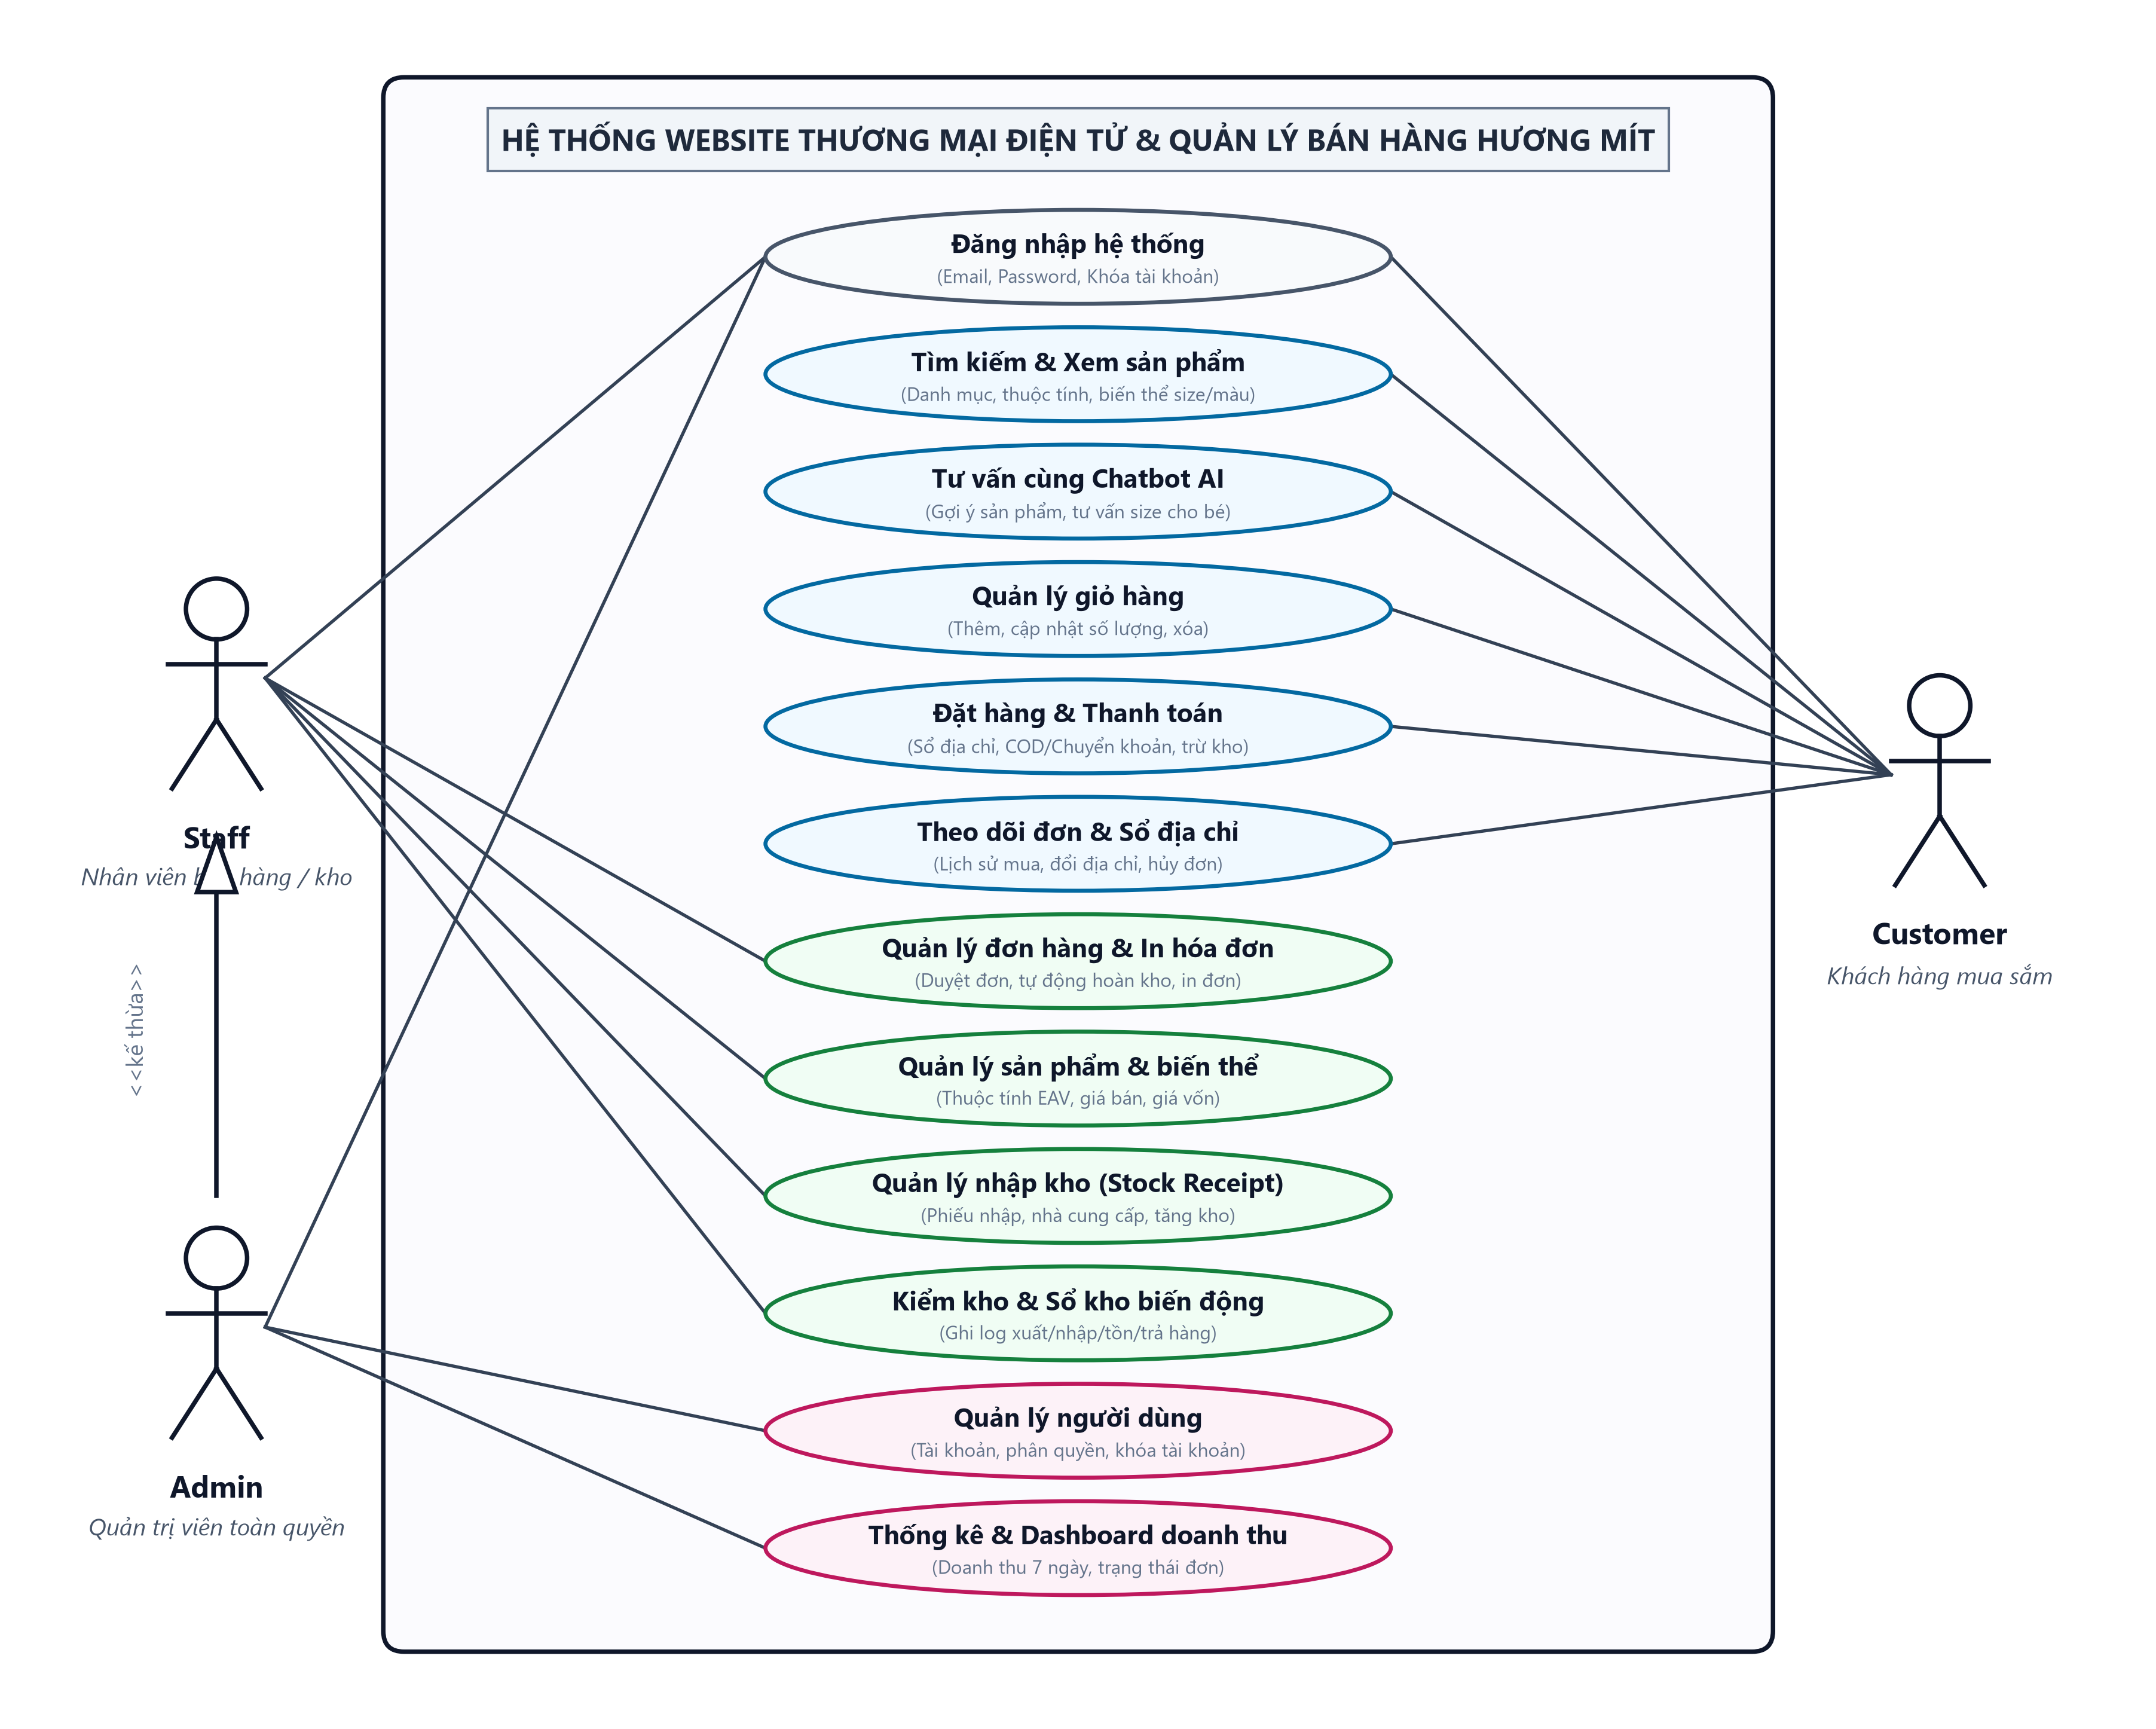 HỆ THỐNG WEBSITE THƯƠNG MẠI ĐIỆN TỬ & QUẢN LÝ BÁN HÀNG HƯƠNG MÍT
Đăng nhập hệ thống
(Email, Password, Khóa tài khoản)
Tìm kiếm & Xem sản phẩm
(Danh mục, thuộc tính, biến thể size/màu)
Tư vấn cùng Chatbot AI
(Gợi ý sản phẩm, tư vấn size cho bé)
Quản lý giỏ hàng
(Thêm, cập nhật số lượng, xóa)
Đặt hàng & Thanh toán
(Sổ địa chỉ, COD/Chuyển khoản, trừ kho)
Theo dõi đơn & Sổ địa chỉ
(Lịch sử mua, đổi địa chỉ, hủy đơn)
Quản lý đơn hàng & In hóa đơn
(Duyệt đơn, tự động hoàn kho, in đơn)
Quản lý sản phẩm & biến thể
(Thuộc tính EAV, giá bán, giá vốn)
Quản lý nhập kho (Stock Receipt)
(Phiếu nhập, nhà cung cấp, tăng kho)
Kiểm kho & Sổ kho biến động
(Ghi log xuất/nhập/tồn/trả hàng)
Quản lý người dùng
(Tài khoản, phân quyền, khóa tài khoản)
Thống kê & Dashboard doanh thu
(Doanh thu 7 ngày, trạng thái đơn)
Staff
Nhân viên hàng / kho
<<kế thừa>>
Admin
Quản trị viên toàn quyền
Customer
Khách hàng mua sắm